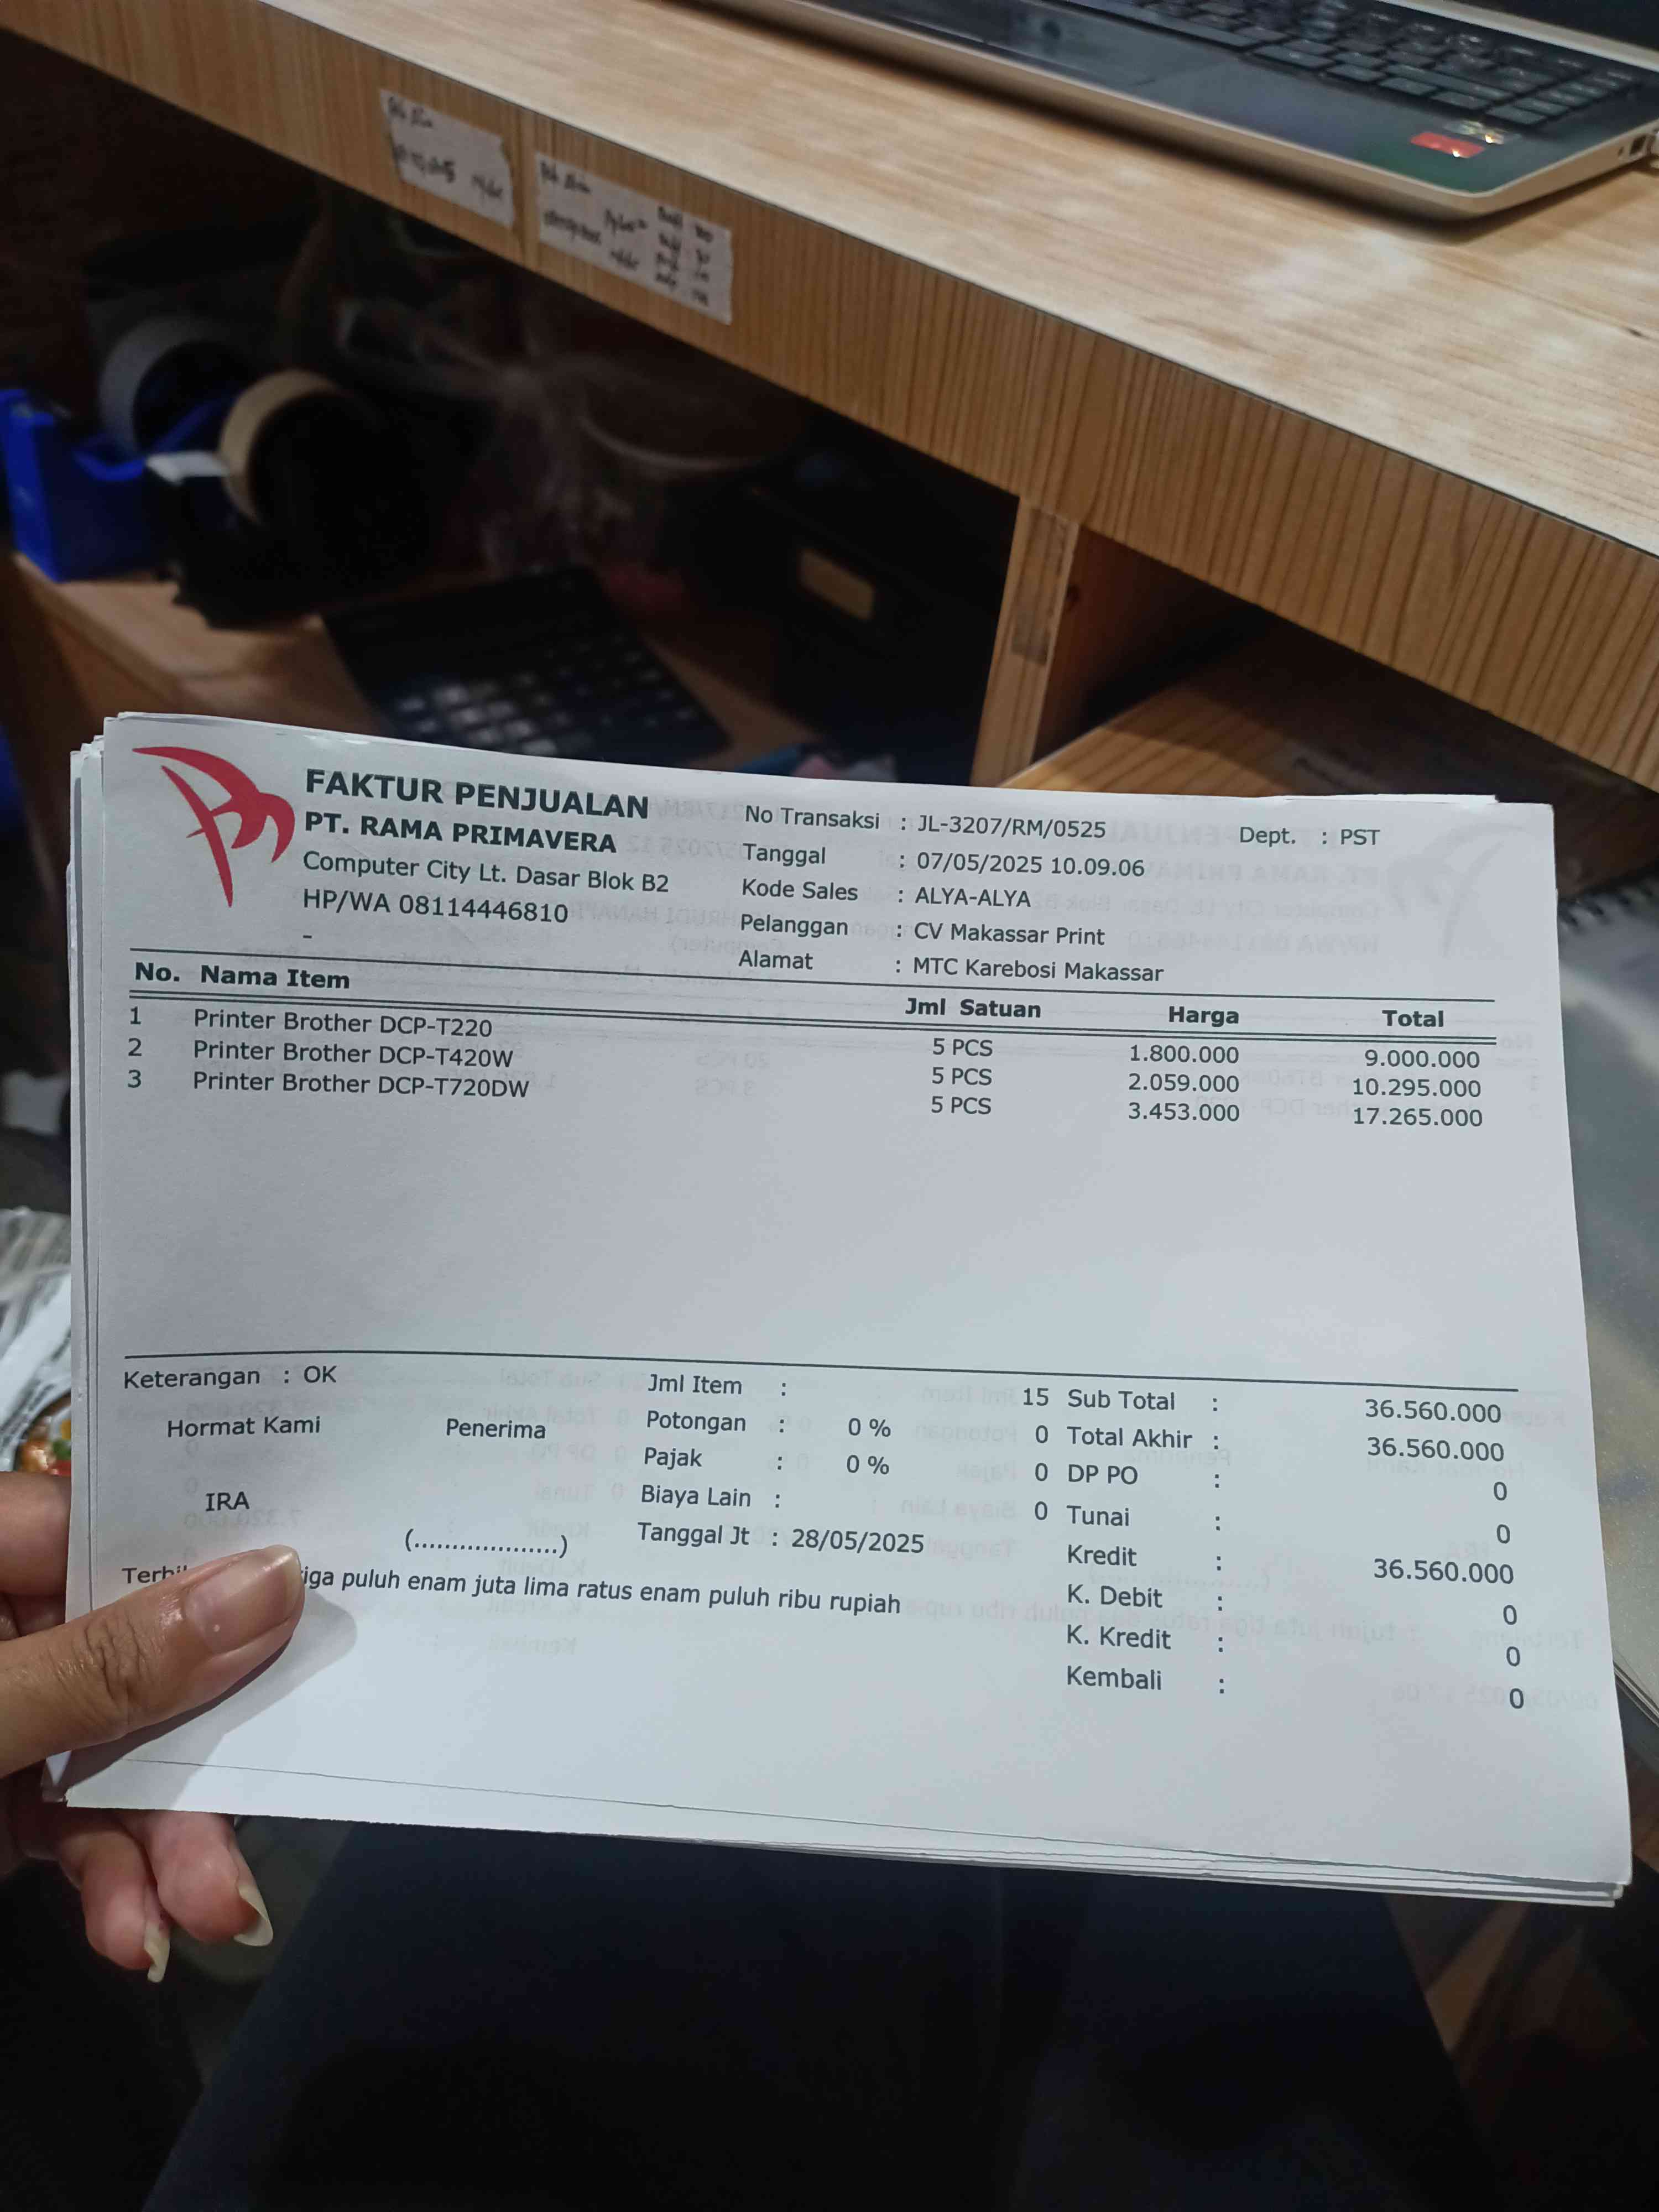 FAKTUR PENJUALAN
PT. RAMA PRIMAVERA
Computer City Lt. Dasar Blok B2
HP/WA 08114446810
-
No Transaksi : JL-3207/RM/0525 Dept. : PST
Tanggal : 07/05/2025 10.09.06
Kode Sales : ALYA-ALYA
Pelanggan : CV Makassar Print
Alamat : MTC Karebosi Makassar
No. Nama Item Jml Satuan Harga Total
1 Printer Brother DCP-T220 5 PCS 1.800.000 9.000.000
2 Printer Brother DCP-T420W 5 PCS 2.059.000 10.295.000
3 Printer Brother DCP-T720DW 5 PCS 3.453.000 17.265.000
Keterangan : OK
Hormat Kami Penerima
IRA
(...................)
Jml Item : 15
Potongan : 0 % 0
Pajak : 0 % 0
Biaya Lain : 0
Tanggal Jt : 28/05/2025
Sub Total : 36.560.000
Total Akhir : 36.560.000
DP PO : 0
Tunai : 0
Kredit : 36.560.000
K. Debit : 0
K. Kredit : 0
Kembali : 0
puluh enam juta lima ratus enam puluh ribu rupiah